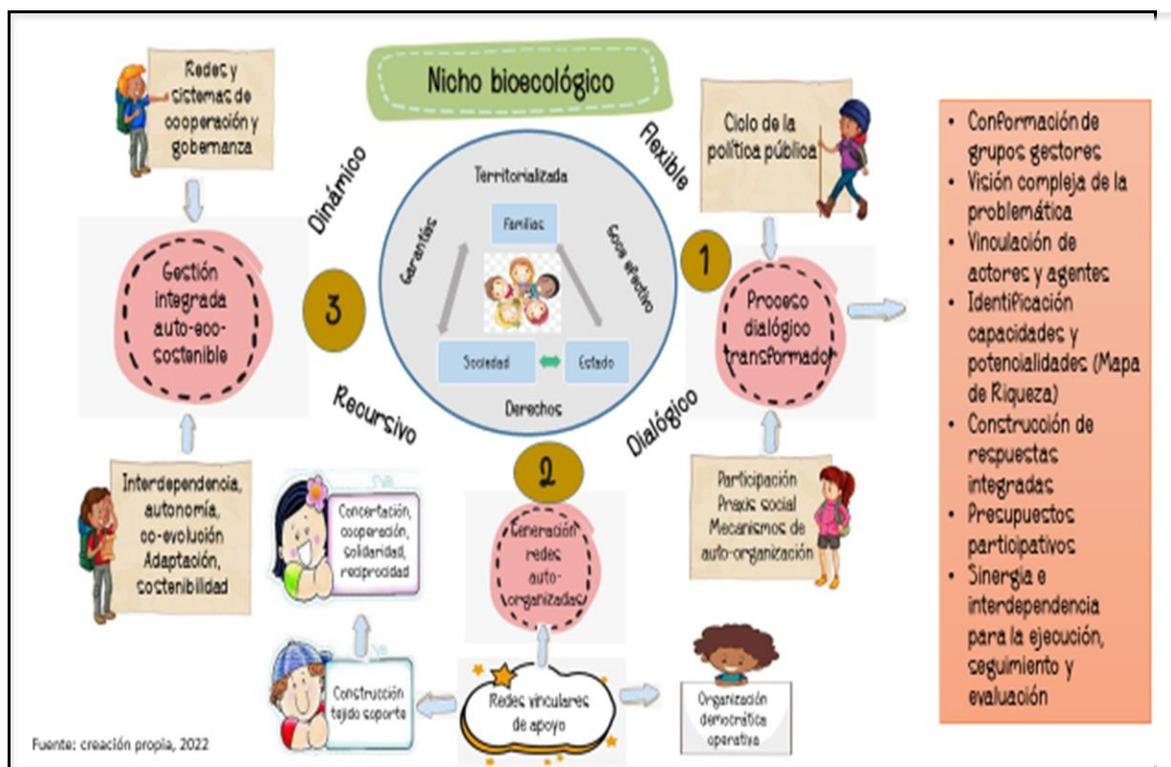 Nicho bioecológico
Redes y
sistemas de
cooperación y
gobernanza
Dinámico
Flexible
Ciclo de la
política pública
Territorializada
Garantías
Familias
Goce efectivo
Sociedad
Estado
Derechos
1
3
Gestión
integrada
auto-eco-
sostenible
Proceso
dialógico
transformador
Recursivo
Dialógico
2
Interdependencia,
autonomía,
co-evolución
Adaptación,
sostenibilidad
Concertación,
cooperación,
solidaridad,
reciprocidad
Generación
redes
auto-
organizadas
Participación
Praxis social
Mecanismos de
auto-organización
Construcción
tejido soporte
Redes vinculares
de apoyo
Organización
democrática
operativa
• Conformación de
grupos gestores
• Visión compleja de la
problemática
• Vinculación de
actores y agentes
• Identificación
capacidades y
potencialidades (Mapa
de Riqueza)
• Construcción de
respuestas
integradas
• Presupuestos
participativos
• Sinergia e
interdependencia
para la ejecución,
seguimiento y
evaluación
Fuente: creación propia, 2022